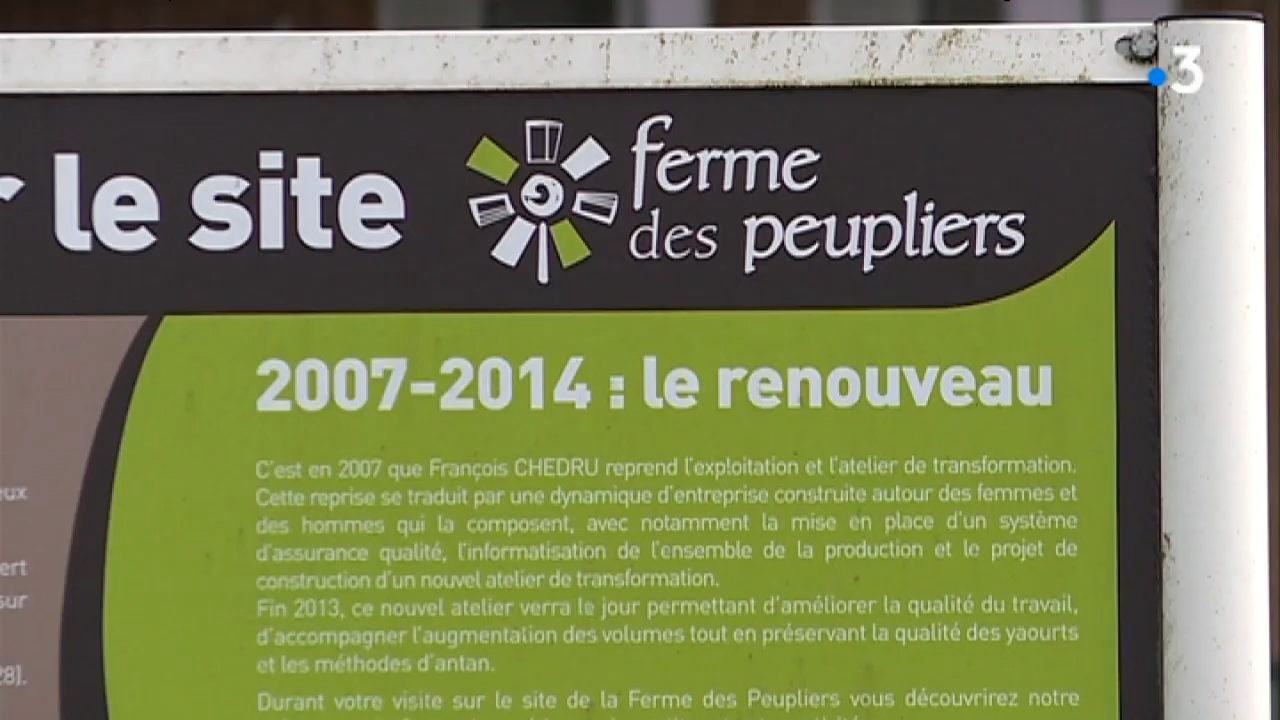 3
le site
ferme
des peupliers
2007-2014 : le renouveau
C'est en 2007 que François CHEDRU reprend l'exploitation et l'atelier de transformation.
Cette reprise se traduit par une dynamique d'entreprise construite autour des femmes et
des hommes qui la composent, avec notamment la mise en place d'un système
d'assurance qualité, l'informatisation de l'ensemble de la production et le projet de
construction d'un nouvel atelier de transformation.
Fin 2013, ce nouvel atelier verra le jour permettant d'améliorer la qualité du travail,
d'accompagner l'augmentation des volumes tout en préservant la qualité des yaourts
et les méthodes d'antan.
Durant votre visite sur le site de la Ferme des Peupliers vous découvrirez notre
sur
28].